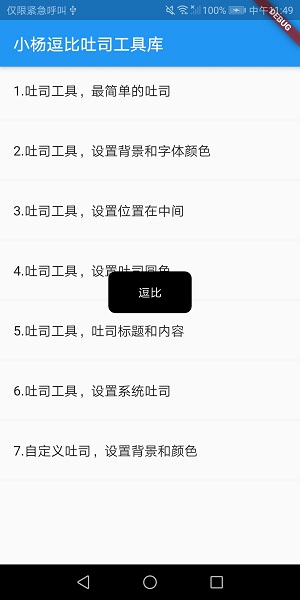 仅限紧急呼叫 100% 中午11:49
DEBUG
小杨逗比吐司工具库
1.吐司工具，最简单的吐司
2.吐司工具，设置背景和字体颜色
3.吐司工具，设置位置在中间
4.吐司工具，设置吐司圆角
逗比
5.吐司工具，吐司标题和内容
6.吐司工具，设置系统吐司
7.自定义吐司，设置背景和颜色